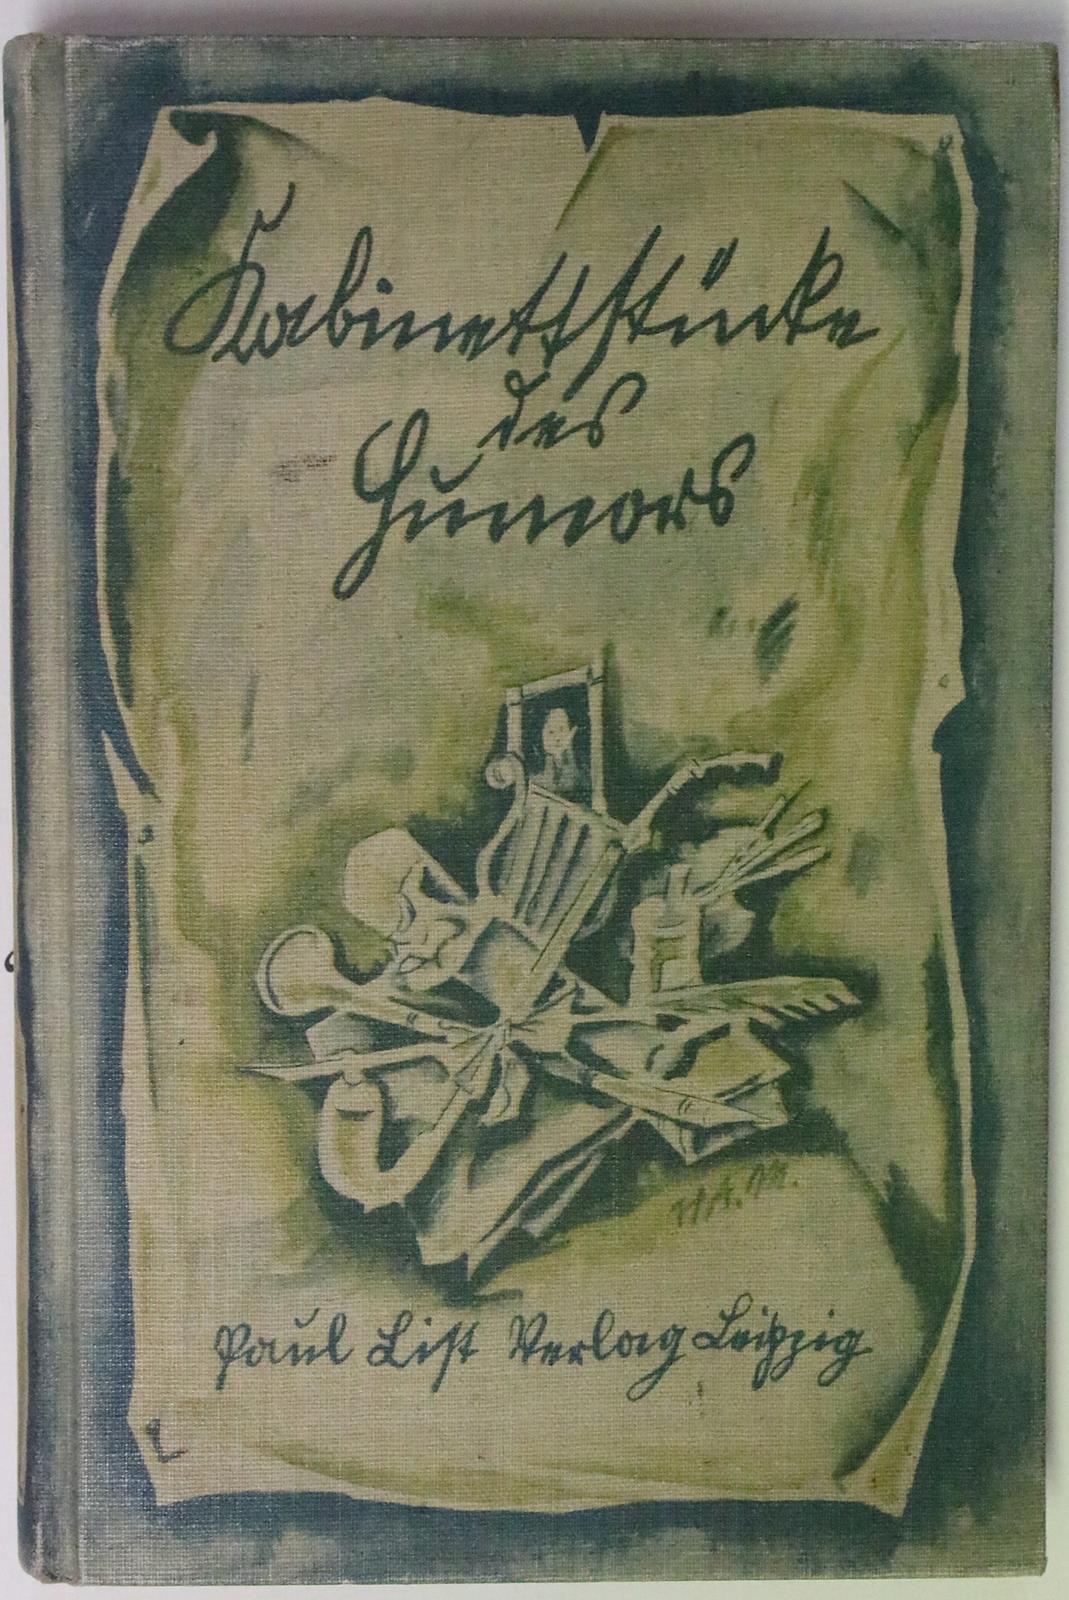 Kabinettstücke
des
Humors
H.A.M.
Paul List Verlag Leipzig